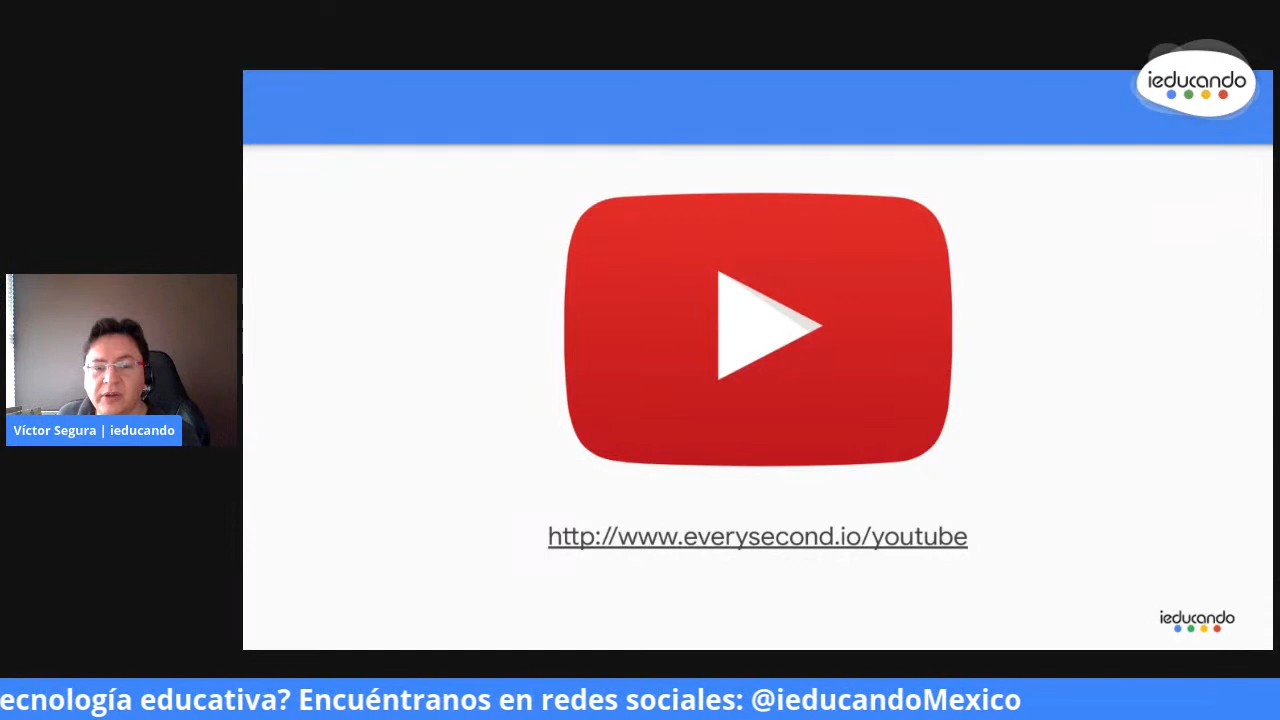 ieducando
http://www.everysecond.io/youtube
Víctor Segura | ieducando
ieducando
ecnología educativa? Encuéntranos en redes sociales: @ieducandoMexico